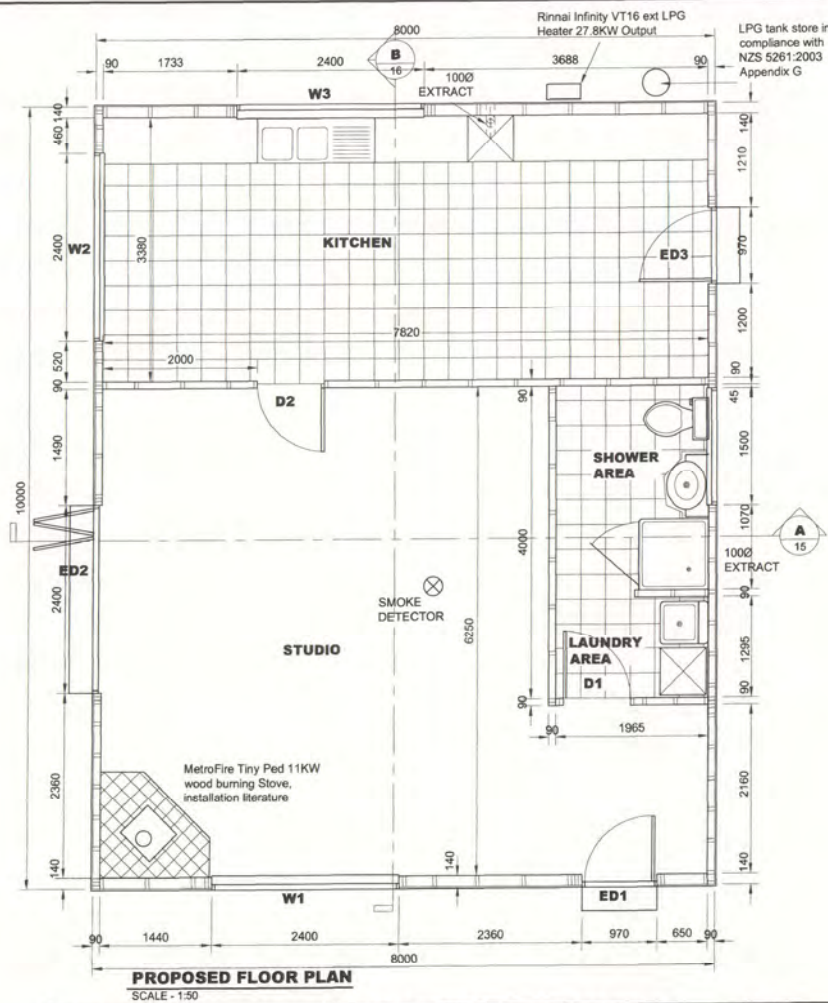 8000
Rinnai Infinity VT16 ext LPG
Heater 27.8KW Output
LPG tank store in
compliance with
NZS 5261:2003
Appendix G
90
1733
2400
B
16
3688
90
100Ø
EXTRACT
W3
140
460
140
1210
W2
2400
3380
KITCHEN
ED3
970
7820
1200
520
2000
90
90
90
45
D2
1490
SHOWER
AREA
1500
10000
1070
A
15
100Ø
EXTRACT
ED2
2400
4000
SMOKE
DETECTOR
6250
90
STUDIO
LAUNDRY
AREA
D1
1295
90
90
90
1965
MetroFire Tiny Ped 11KW
wood burning Stove,
installation literature
2360
2160
140
140
140
W1
ED1
90
1440
2400
2360
970
650
90
8000
PROPOSED FLOOR PLAN
SCALE - 1:50